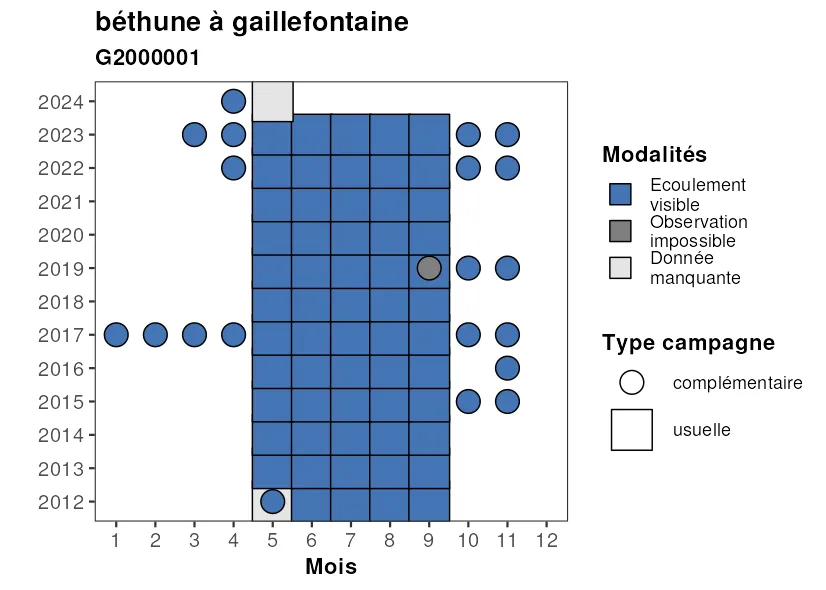 béthune à gaillefontaine
G2000001
2024
2023
2022
2021
2020
2019
2018
2017
2016
2015
2014
2013
2012
1 2 3 4 5 6 7 8 9 10 11 12
Mois
Modalités
Ecoulement
visible
Observation
impossible
Donnée
manquante
Type campagne
complémentaire
usuelle